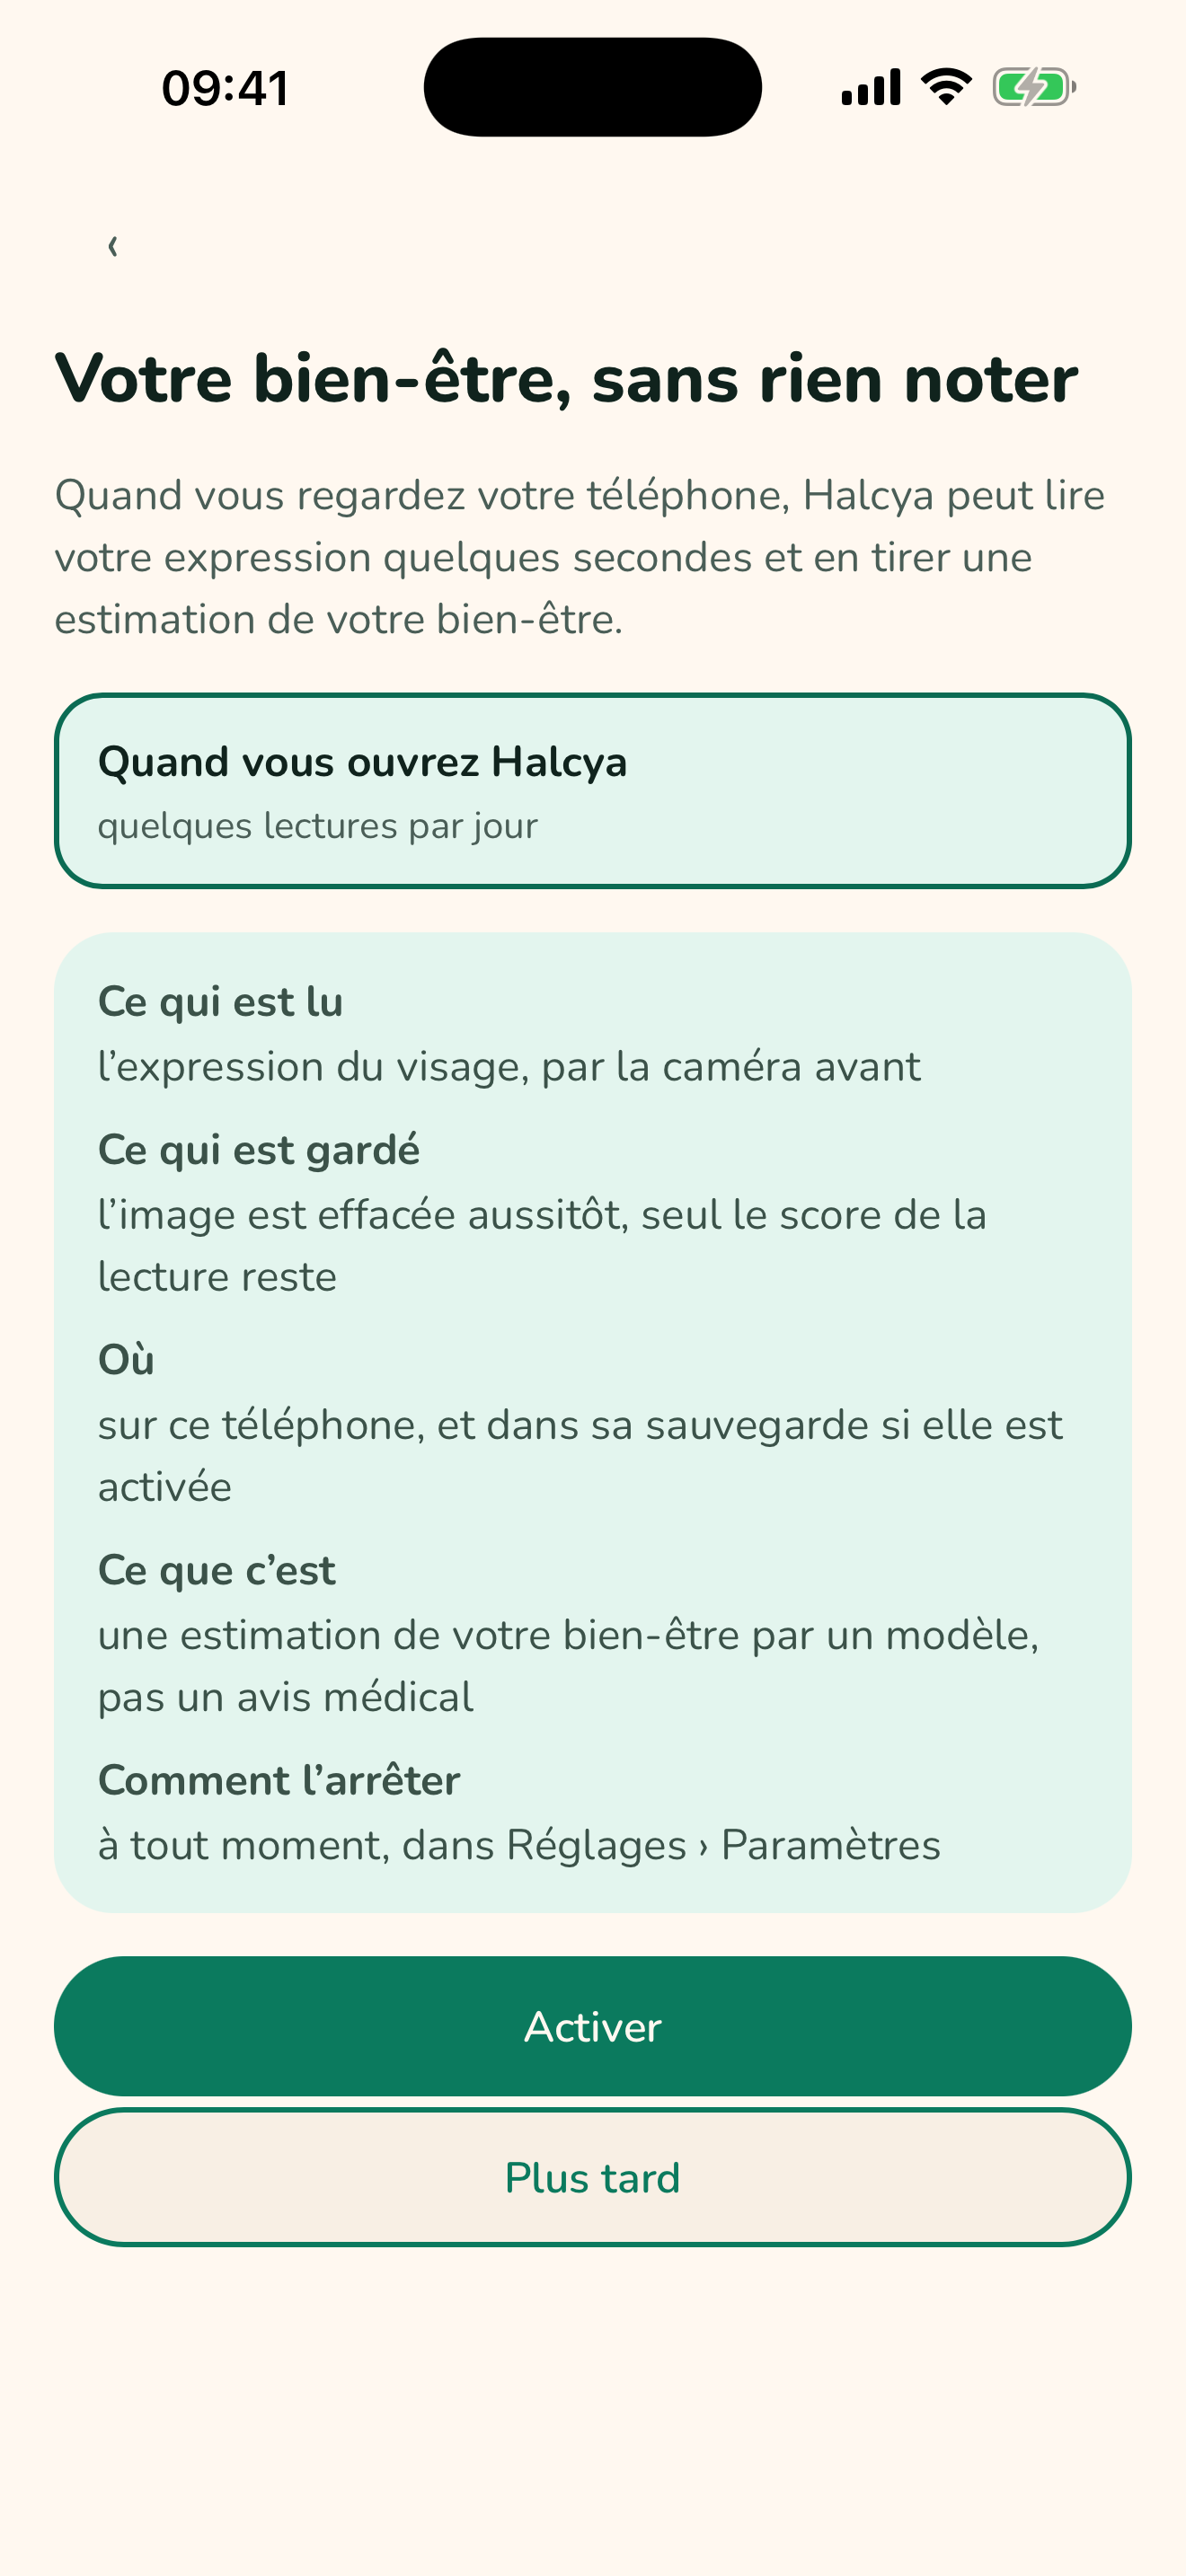 09:41
‹
Votre bien-être, sans rien noter
Quand vous regardez votre téléphone, Halcya peut lire
votre expression quelques secondes et en tirer une
estimation de votre bien-être.
Quand vous ouvrez Halcya
quelques lectures par jour
Ce qui est lu
l’expression du visage, par la caméra avant
Ce qui est gardé
l’image est effacée aussitôt, seul le score de la
lecture reste
Où
sur ce téléphone, et dans sa sauvegarde si elle est
activée
Ce que c’est
une estimation de votre bien-être par un modèle,
pas un avis médical
Comment l’arrêter
à tout moment, dans Réglages › Paramètres
Activer
Plus tard